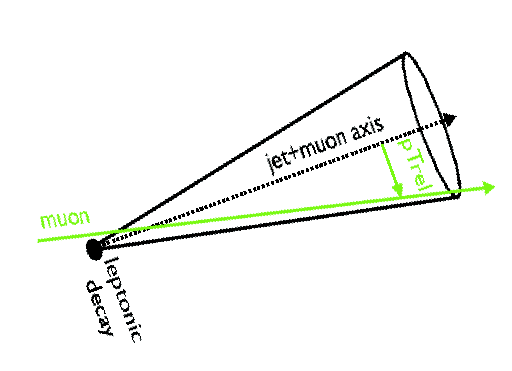 jet+muon axis
pTrel
muon
leptonic
decay